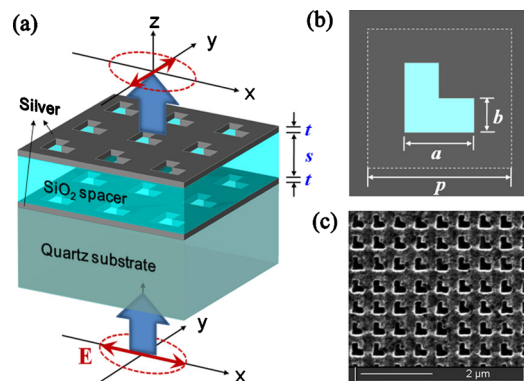 (a)
z
y
x
Silver
t
s
t
SiO₂ spacer
Quartz substrate
y
E
x
(b)
b
a
p
(c)
2 μm